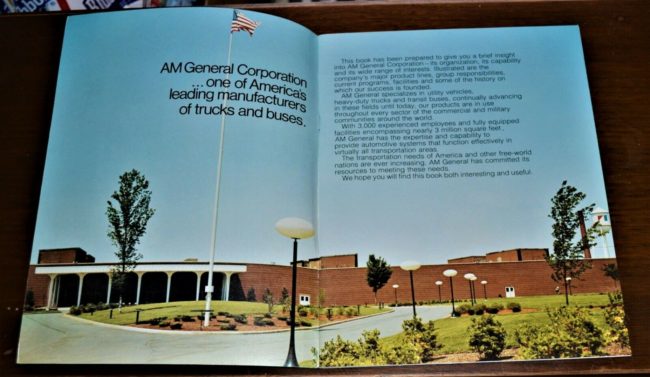 AM General Corporation
...one of America's
leading manufacturers
of trucks and buses.
This book has been prepared to give you a brief insight
into AM General Corporation - its organization, its capability
and its wide range of interests. Illustrated are the
company's major product lines, group responsibilities,
current programs, facilities and some of the history on
which our success is founded.
AM General specializes in utility vehicles,
heavy-duty trucks and transit buses, continually advancing
in these fields until today, our products are in use
throughout every sector of the commercial and military
communities around the world.
With 3,000 experienced employees and fully equipped
facilities encompassing nearly 3 million square feet,
AM General has the expertise and capability to
provide automotive systems that function effectively in
virtually all transportation areas.
The transportation needs of America and other free-world
nations are ever increasing. AM General has committed its
resources to meeting these needs.
We hope you will find this book both interesting and useful.